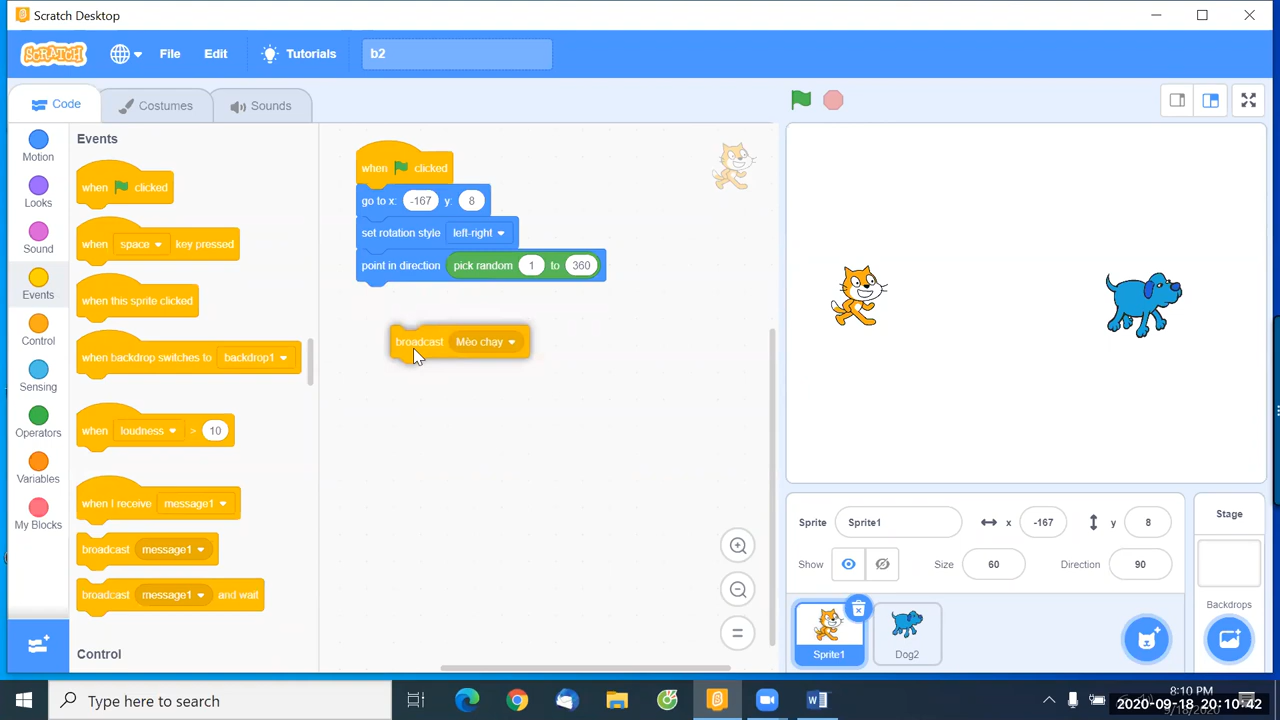 Scratch Desktop
SCRATCH
File
Edit
Tutorials
b2
Code
Costumes
Sounds
Motion
Looks
Sound
Events
Control
Sensing
Operators
Variables
My Blocks
Events
when clicked
when space key pressed
when this sprite clicked
when backdrop switches to backdrop1
when loudness > 10
when I receive message1
broadcast message1
broadcast message1 and wait
Control
when clicked
go to x: -167 y: 8
set rotation style left-right
point in direction pick random 1 to 360
broadcast Mèo chạy
Sprite Sprite1 x -167 y 8
Show Size 60 Direction 90
Sprite1
Dog2
Stage
Backdrops
Type here to search
8:10 PM
2020-09-18 20:10:42